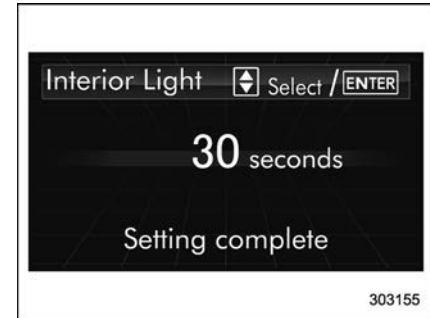 Interior Light Select / ENTER
30 seconds
Setting complete
303155